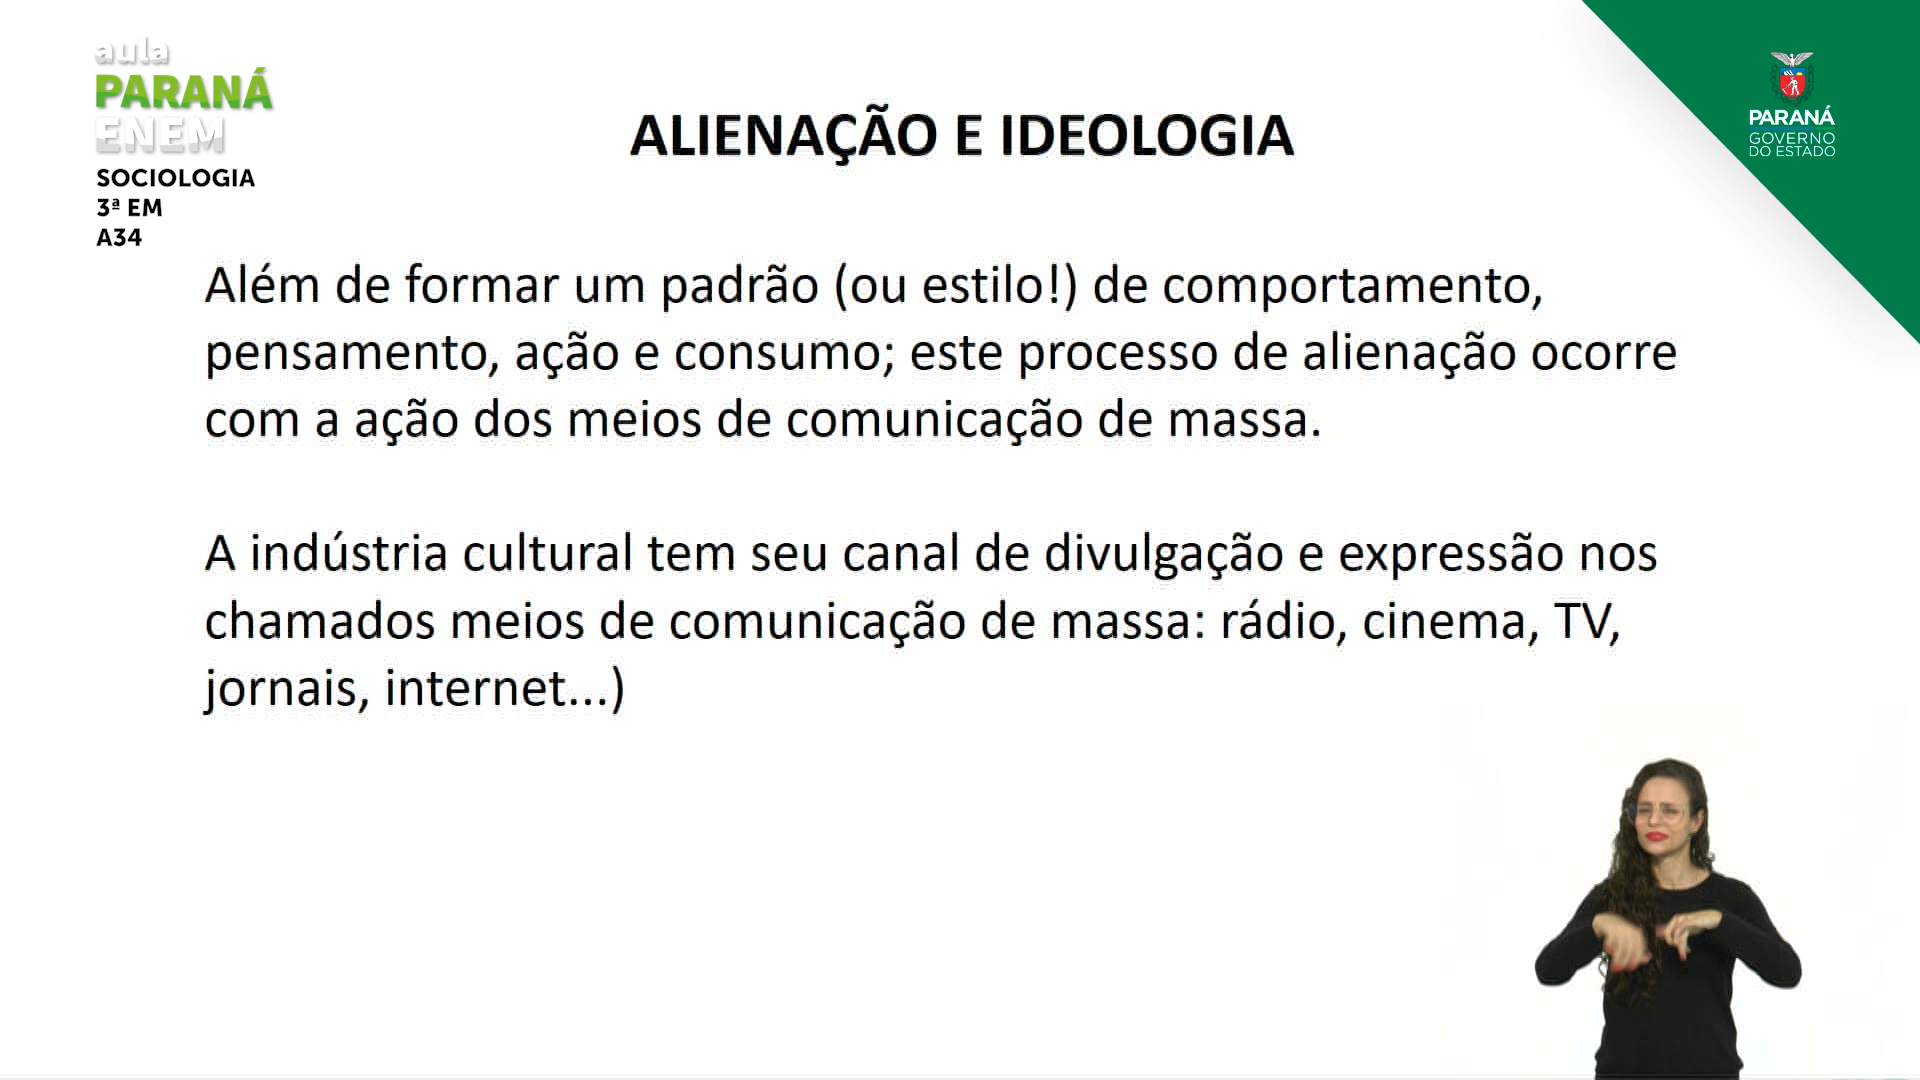 aula
PARANÁ
ENEM
SOCIOLOGIA
3ª EM
A34
ALIENAÇÃO E IDEOLOGIA
PARANÁ
GOVERNO
DO ESTADO
Além de formar um padrão (ou estilo!) de comportamento,
pensamento, ação e consumo; este processo de alienação ocorre
com a ação dos meios de comunicação de massa.
A indústria cultural tem seu canal de divulgação e expressão nos
chamados meios de comunicação de massa: rádio, cinema, TV,
jornais, internet...)